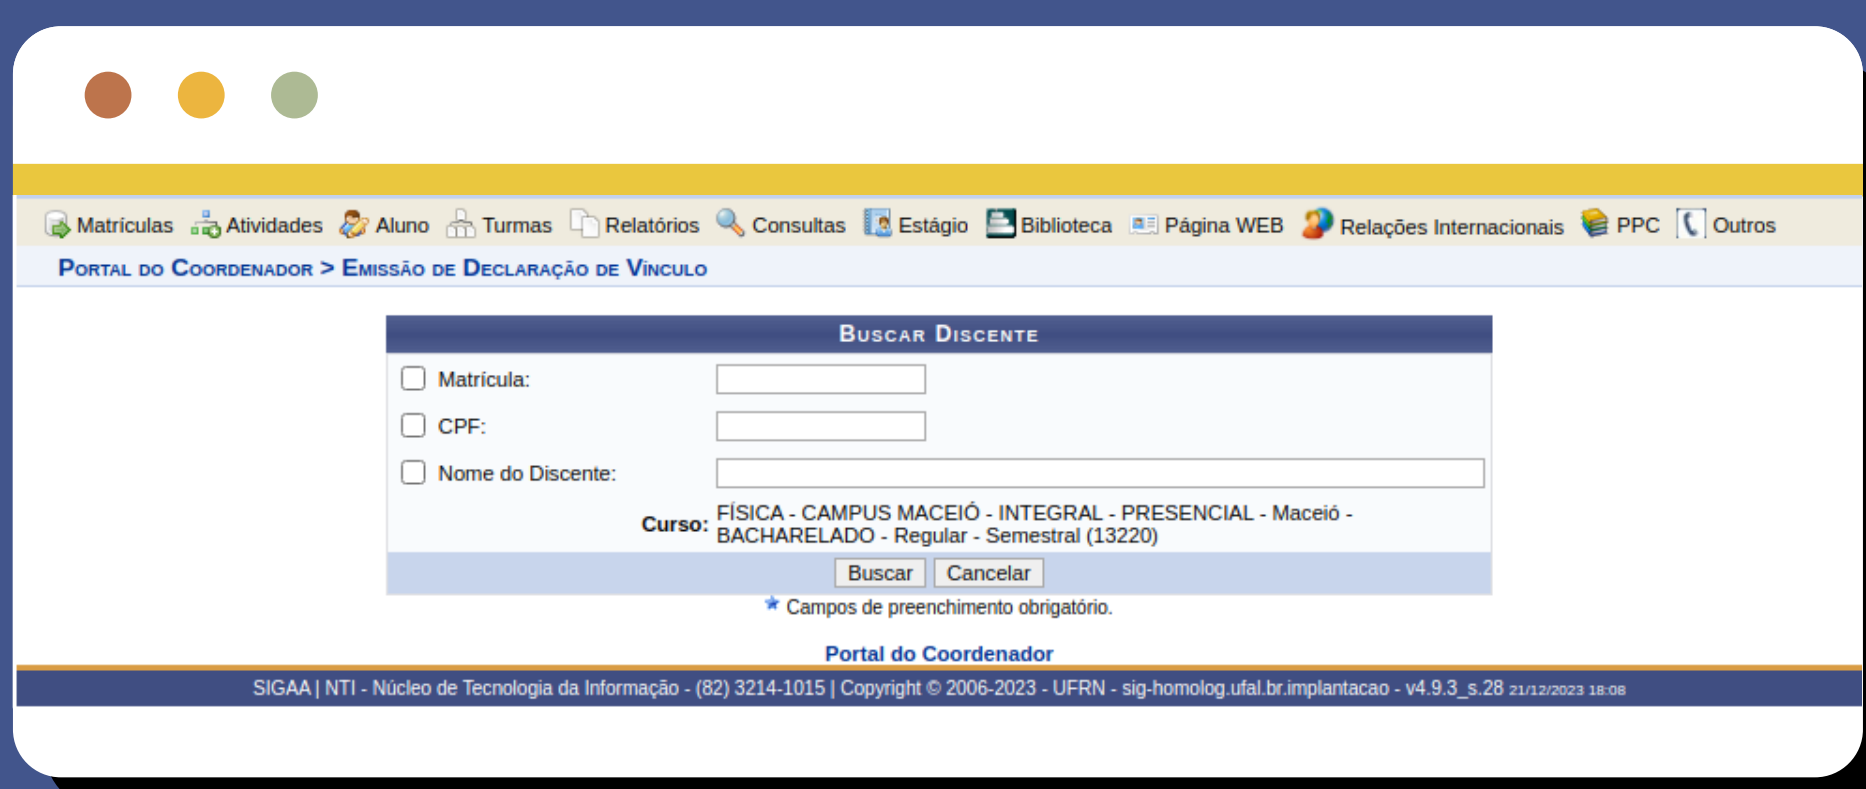 Matrículas Atividades Aluno Turmas Relatórios Consultas Estágio Biblioteca Página WEB Relações Internacionais PPC Outros
Portal do Coordenador > Emissão de Declaração de Vínculo
Buscar Discente
Matrícula:
CPF:
Nome do Discente:
Curso: FÍSICA - CAMPUS MACEIÓ - INTEGRAL - PRESENCIAL - Maceió -
BACHARELADO - Regular - Semestral (13220)
Buscar Cancelar
Campos de preenchimento obrigatório.
Portal do Coordenador
SIGAA | NTI - Núcleo de Tecnologia da Informação - (82) 3214-1015 | Copyright © 2006-2023 - UFRN - sig-homolog.ufal.br.implantacao - v4.9.3_s.28 21/12/2023 18:08